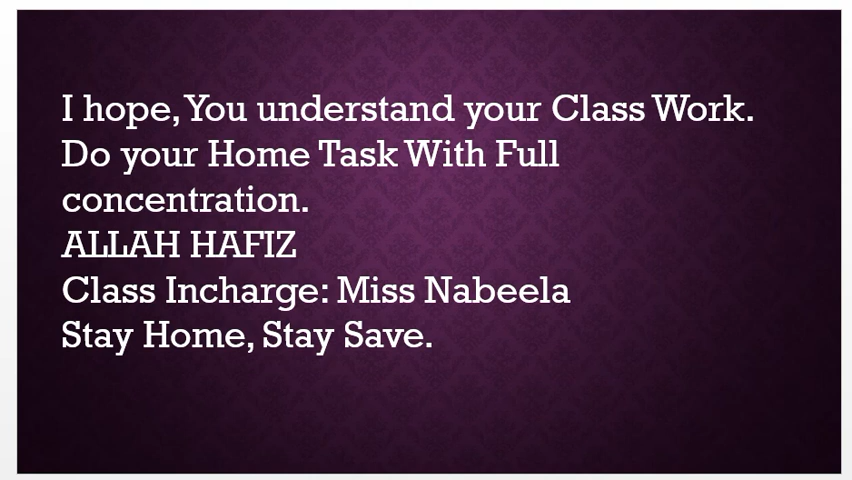 I hope, You understand your Class Work.
Do your Home Task With Full
concentration.
ALLAH HAFIZ
Class Incharge: Miss Nabeela
Stay Home, Stay Save.